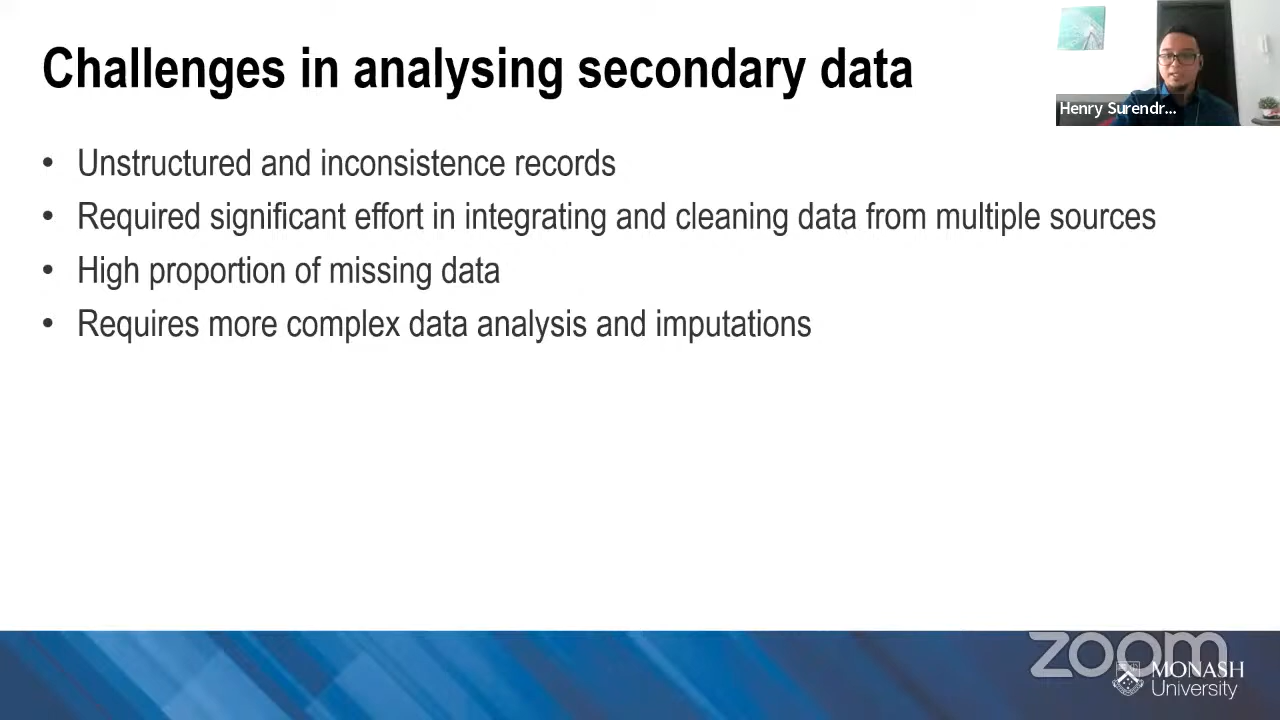 Challenges in analysing secondary data
Henry Surendr...
• Unstructured and inconsistence records
• Required significant effort in integrating and cleaning data from multiple sources
• High proportion of missing data
• Requires more complex data analysis and imputations
zoom
MONASH
University